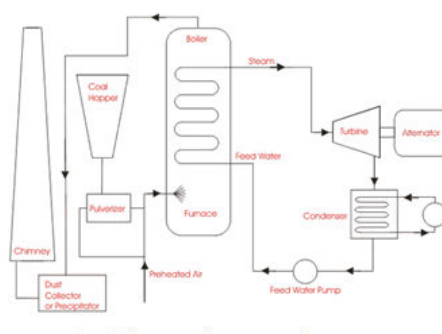 Boiler
Coal
Hopper
Steam
Turbine
Alternator
Feed Water
Pulverizer
Furnace
Condenser
Chimney
Preheated Air
Dust
Collector
or Precipitator
Feed Water Pump